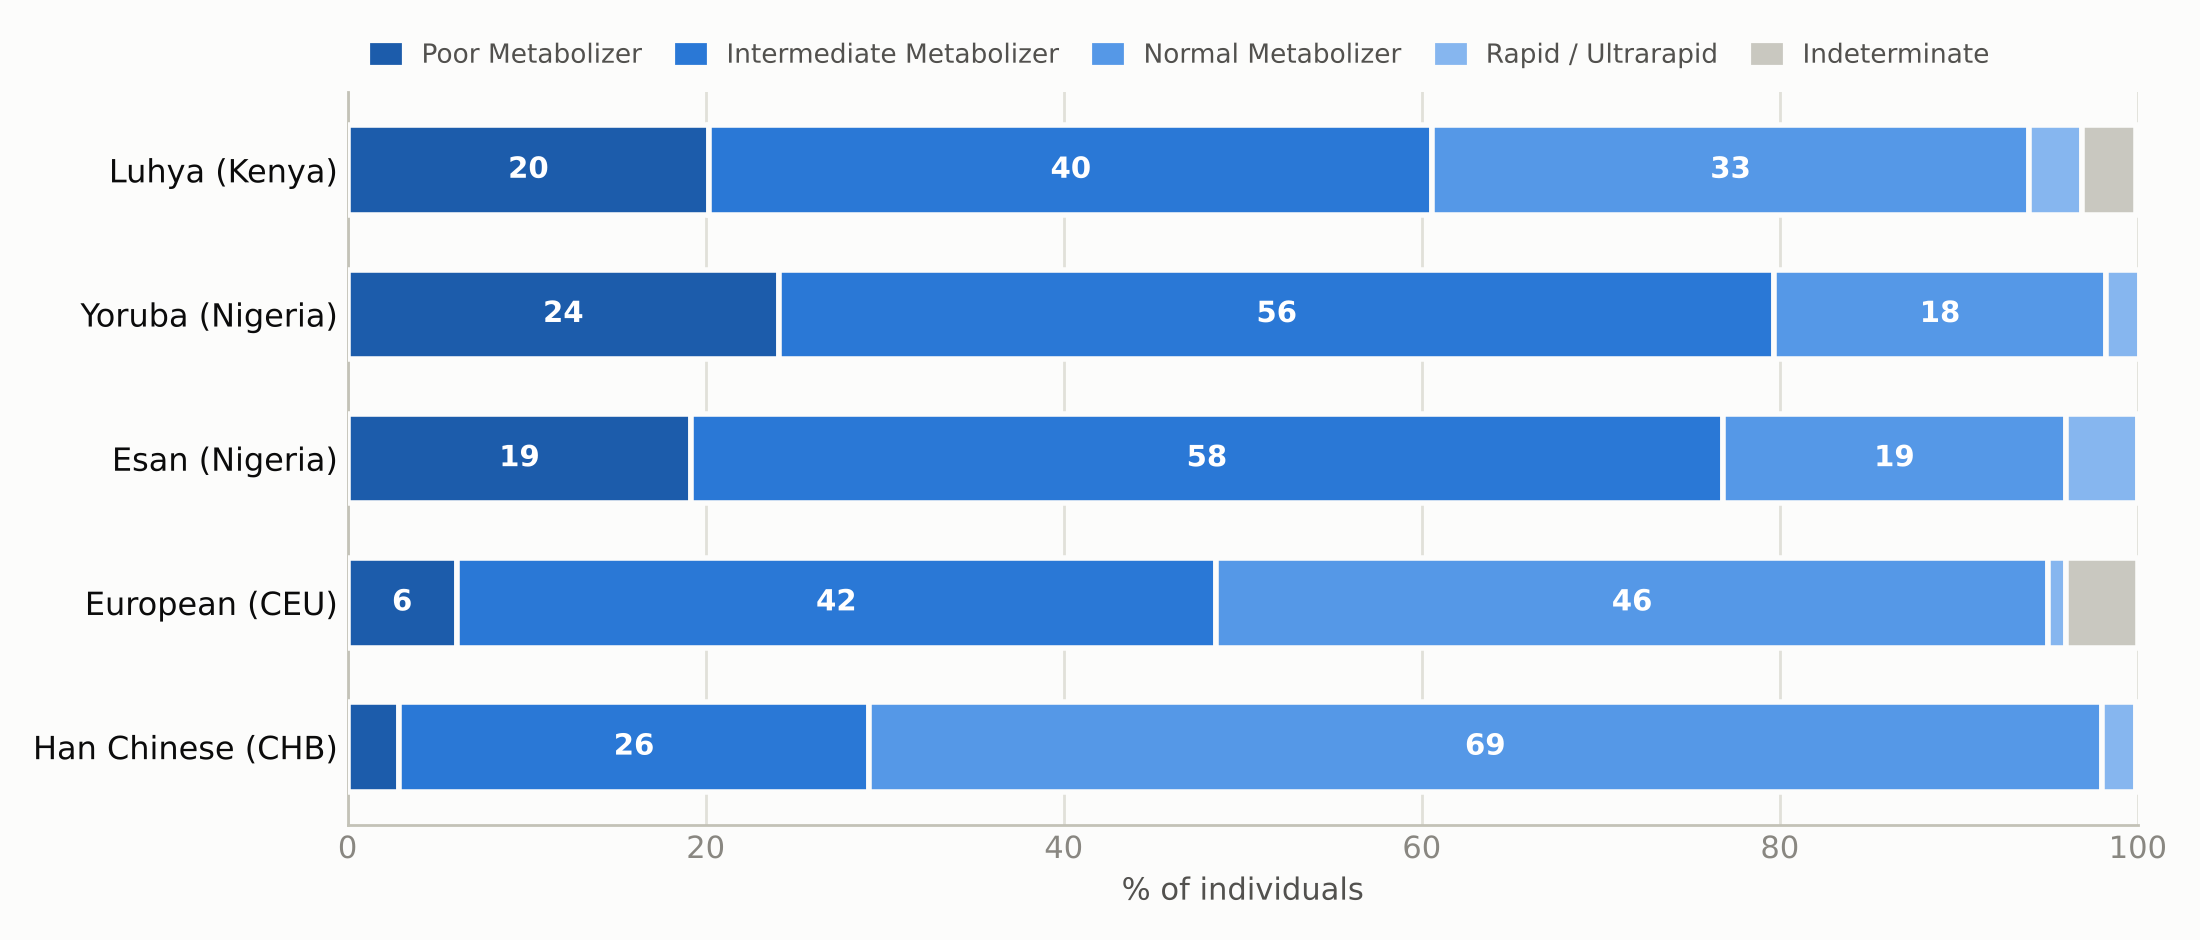 Poor Metabolizer Intermediate Metabolizer Normal Metabolizer Rapid / Ultrarapid Indeterminate
Luhya (Kenya) 20 40 33
Yoruba (Nigeria) 24 56 18
Esan (Nigeria) 19 58 19
European (CEU) 6 42 46
Han Chinese (CHB) 26 69
0 20 40 60 80 100
% of individuals